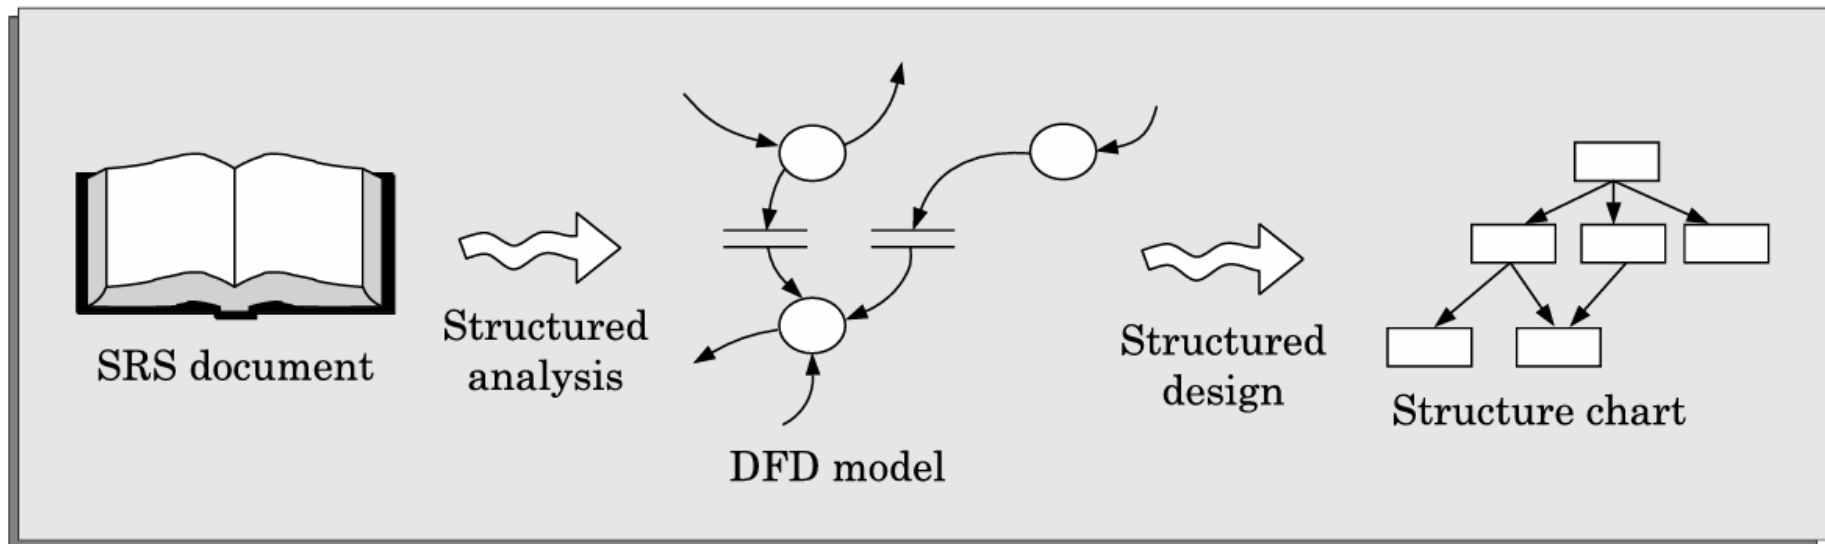 SRS document
Structured
analysis
DFD model
Structured
design
Structure chart